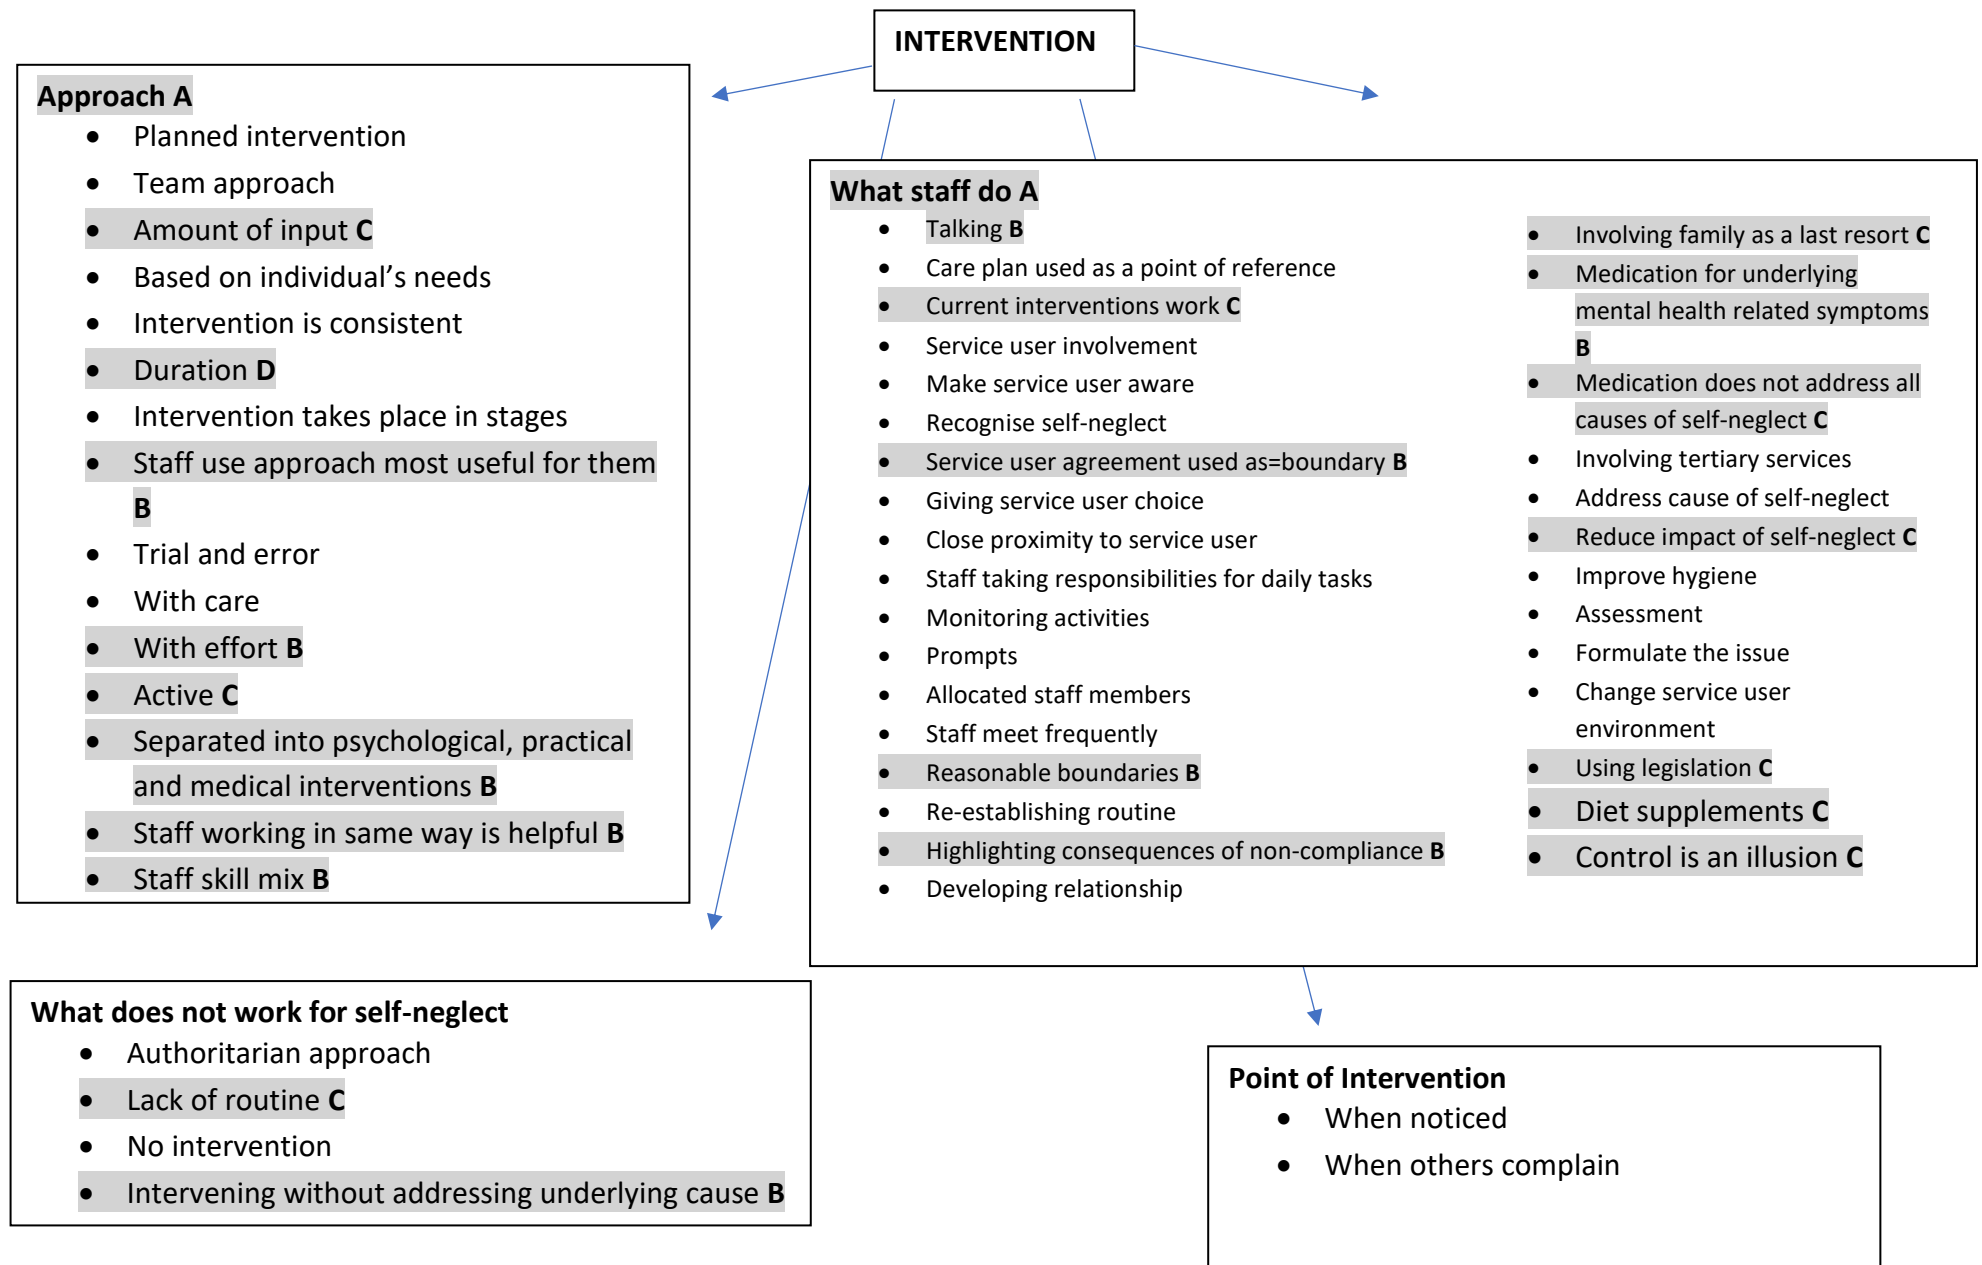 INTERVENTION
Approach A
• Planned intervention
• Team approach
• Amount of input C
• Based on individual’s needs
• Intervention is consistent
• Duration D
• Intervention takes place in stages
• Staff use approach most useful for them
B
• Trial and error
• With care
• With effort B
• Active C
• Separated into psychological, practical
and medical interventions B
• Staff working in same way is helpful B
• Staff skill mix B
What staff do A
• Talking B
• Care plan used as a point of reference
• Current interventions work C
• Service user involvement
• Make service user aware
• Recognise self-neglect
• Service user agreement used as=boundary B
• Giving service user choice
• Close proximity to service user
• Staff taking responsibilities for daily tasks
• Monitoring activities
• Prompts
• Allocated staff members
• Staff meet frequently
• Reasonable boundaries B
• Re-establishing routine
• Highlighting consequences of non-compliance B
• Developing relationship
• Involving family as a last resort C
• Medication for underlying
mental health related symptoms
B
• Medication does not address all
causes of self-neglect C
• Involving tertiary services
• Address cause of self-neglect
• Reduce impact of self-neglect C
• Improve hygiene
• Assessment
• Formulate the issue
• Change service user
environment
• Using legislation C
• Diet supplements C
• Control is an illusion C
What does not work for self-neglect
• Authoritarian approach
• Lack of routine C
• No intervention
• Intervening without addressing underlying cause B
Point of Intervention
• When noticed
• When others complain